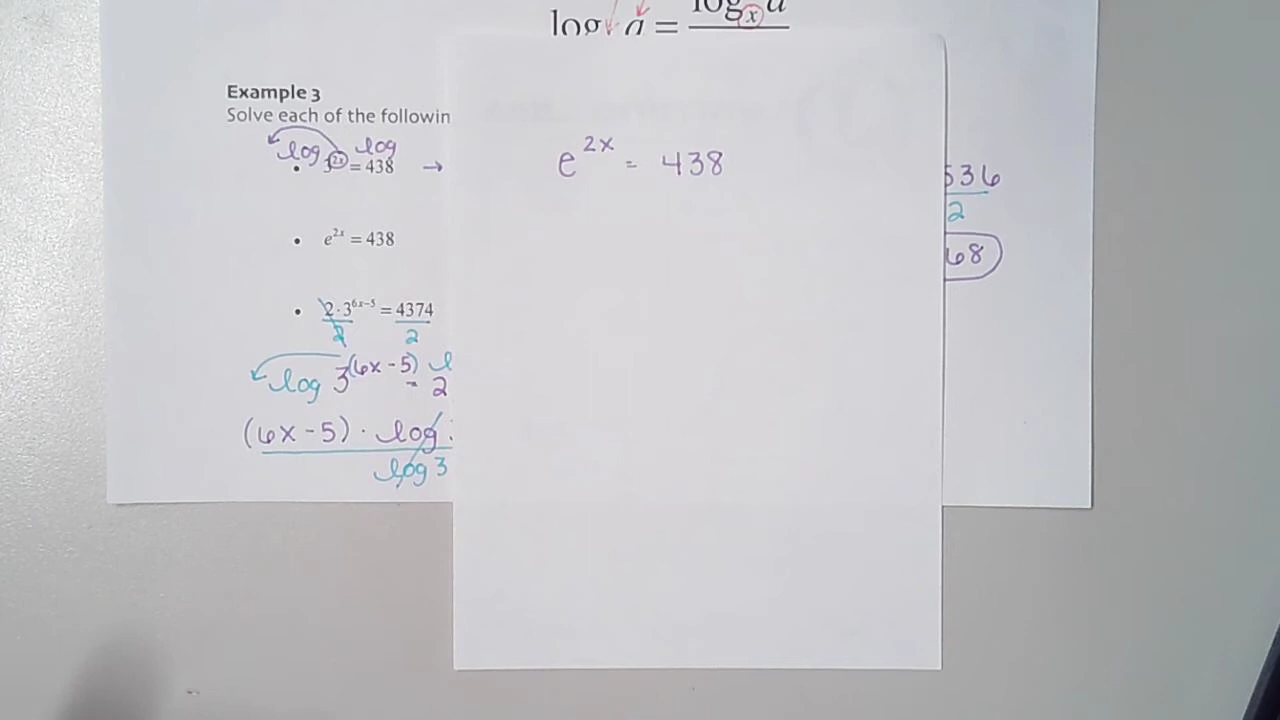 log a = log x a
Example 3
Solve each of the followin
log 3^2x = log 438 →
e^2x = 438
536
2
• e^2x = 438
68
• 2 · 3^6x−5 = 4374
2 2
log 3^(6x - 5) = 2
(6x - 5) · log
log 3